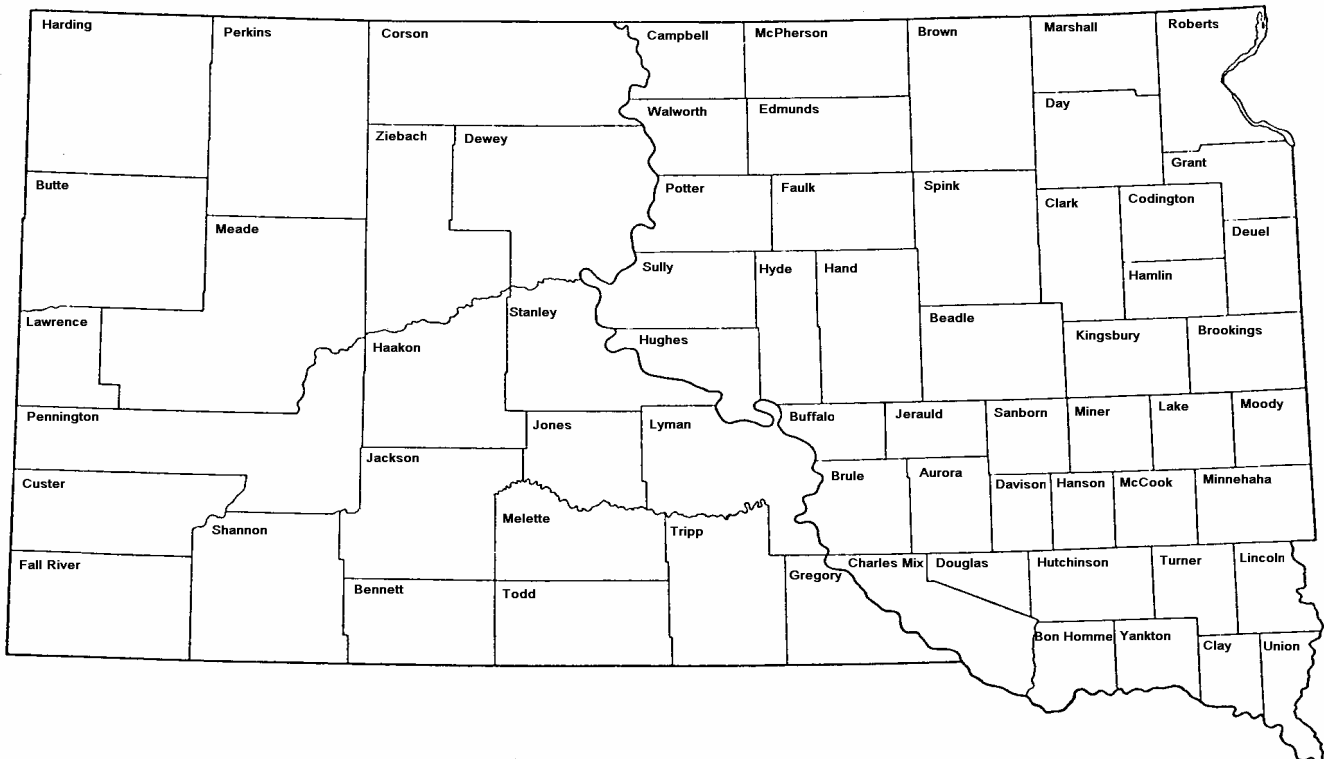 Harding
Perkins
Corson
Campbell
McPherson
Brown
Marshall
Roberts
Walworth
Edmunds
Day
Ziebach
Dewey
Grant
Butte
Potter
Faulk
Spink
Clark
Codington
Meade
Deuel
Sully
Hyde
Hand
Hamlin
Lawrence
Stanley
Beadle
Haakon
Hughes
Kingsbury
Brookings
Pennington
Jones
Lyman
Buffalo
Jerauld
Sanborn
Miner
Lake
Moody
Jackson
Custer
Brule
Aurora
Davison
Hanson
McCook
Minnehaha
Shannon
Melette
Tripp
Fall River
Gregory
Charles Mix
Douglas
Hutchinson
Turner
Lincoln
Bennett
Todd
Bon Homme
Yankton
Clay
Union